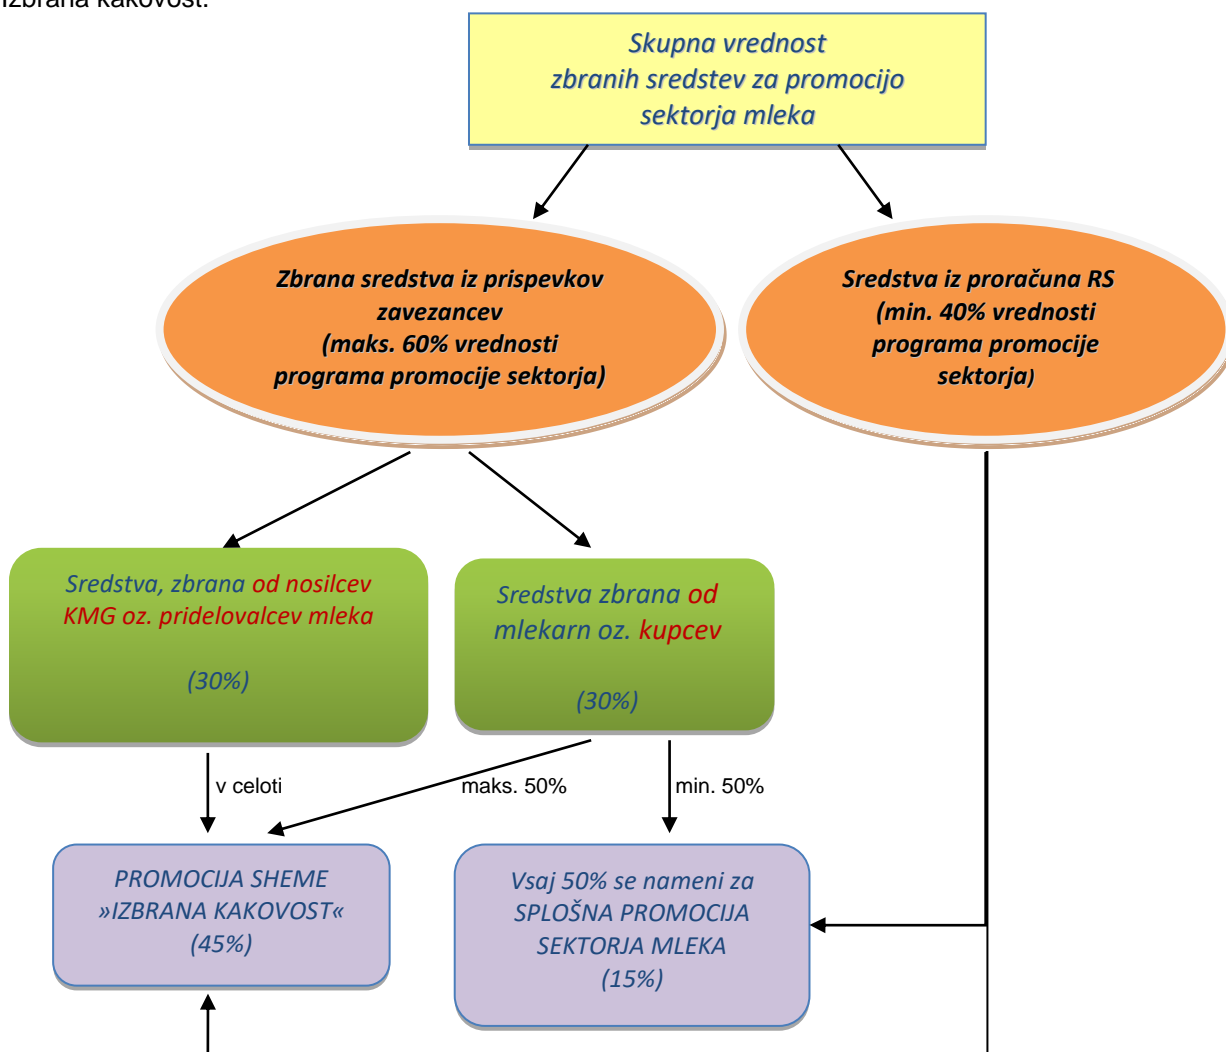 Izbrana kakovost.
Skupna vrednost
zbranih sredstev za promocijo
sektorja mleka
Zbrana sredstva iz prispevkov
zavezancev
(maks. 60% vrednosti
programa promocije sektorja)
Sredstva iz proračuna RS
(min. 40% vrednosti
programa promocije
sektorja)
Sredstva, zbrana od nosilcev
KMG oz. pridelovalcev mleka
(30%)
Sredstva zbrana od
mlekarn oz. kupcev
(30%)
v celoti
maks. 50%
min. 50%
PROMOCIJA SHEME
»IZBRANA KAKOVOST«
(45%)
Vsaj 50% se nameni za
SPLOŠNA PROMOCIJA
SEKTORJA MLEKA
(15%)